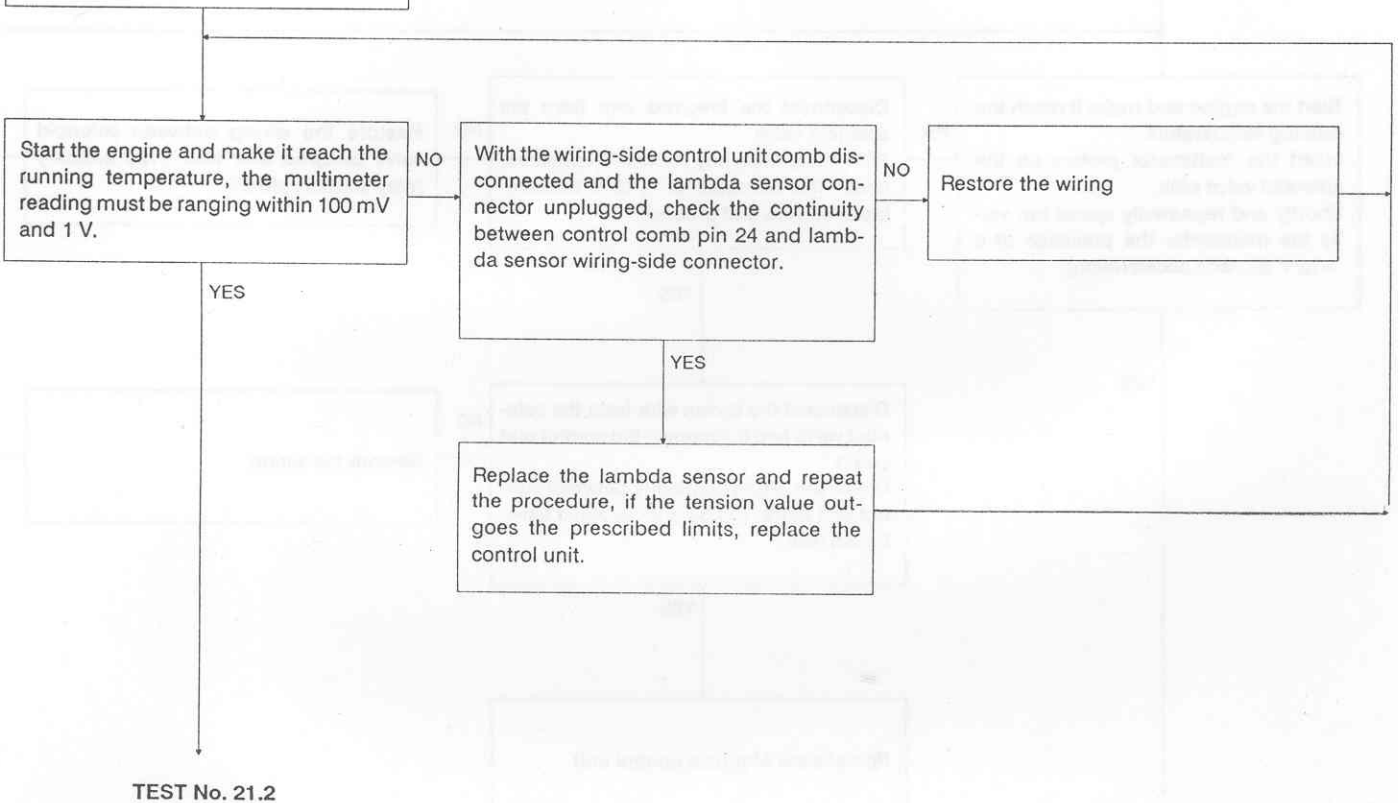 Start the engine and make it reach the
running temperature, the multimeter
reading must be ranging within 100 mV
and 1 V.
NO
With the wiring-side control unit comb dis-
connected and the lambda sensor con-
nector unplugged, check the continuity
between control comb pin 24 and lamb-
da sensor wiring-side connector.
NO
Restore the wiring
YES
YES
Replace the lambda sensor and repeat
the procedure, if the tension value out-
goes the prescribed limits, replace the
control unit.
TEST No. 21.2